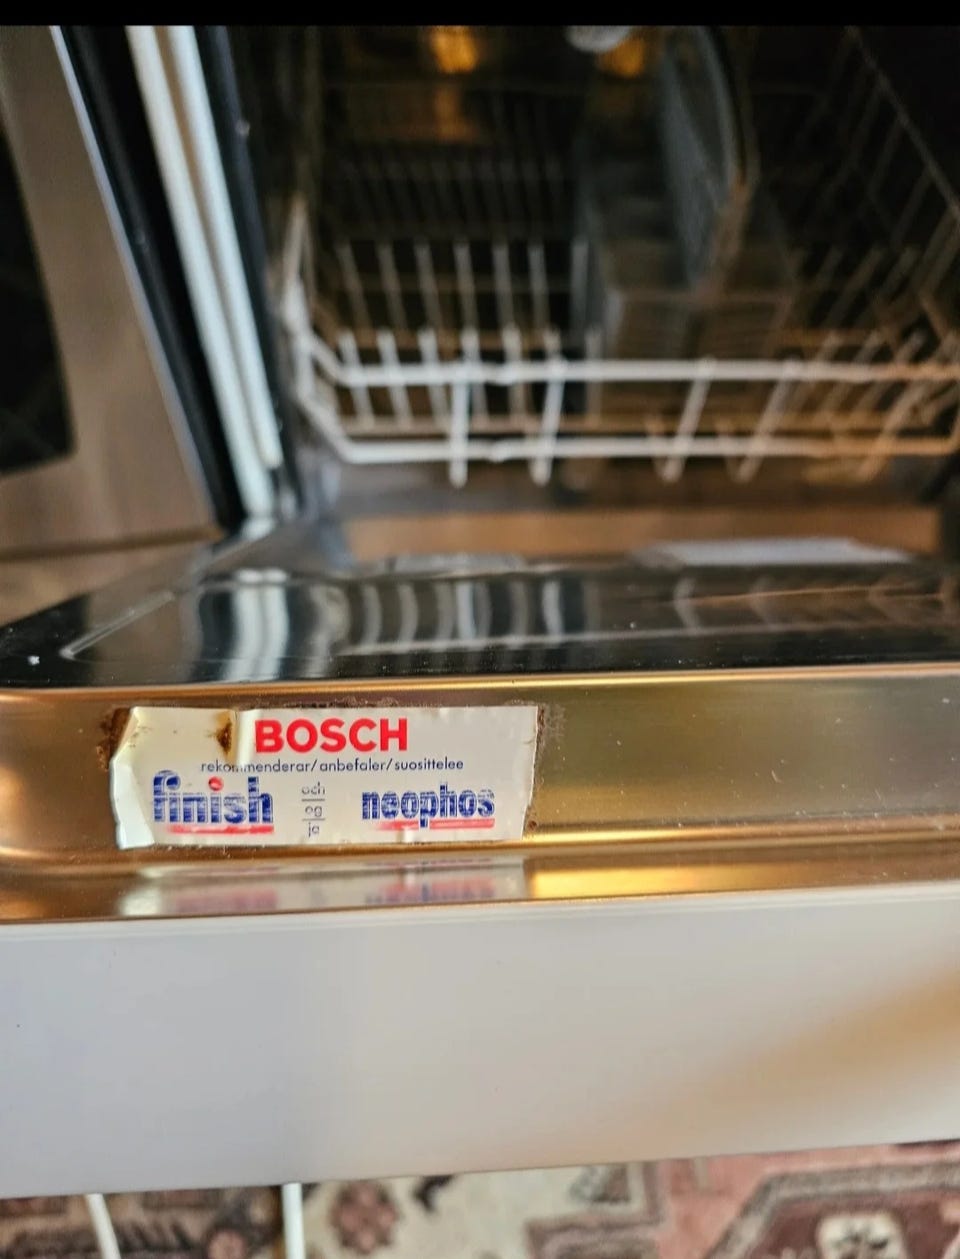 BOSCH
rekommenderar/anbefaler/suosittelee
finish och neophos
og
ja